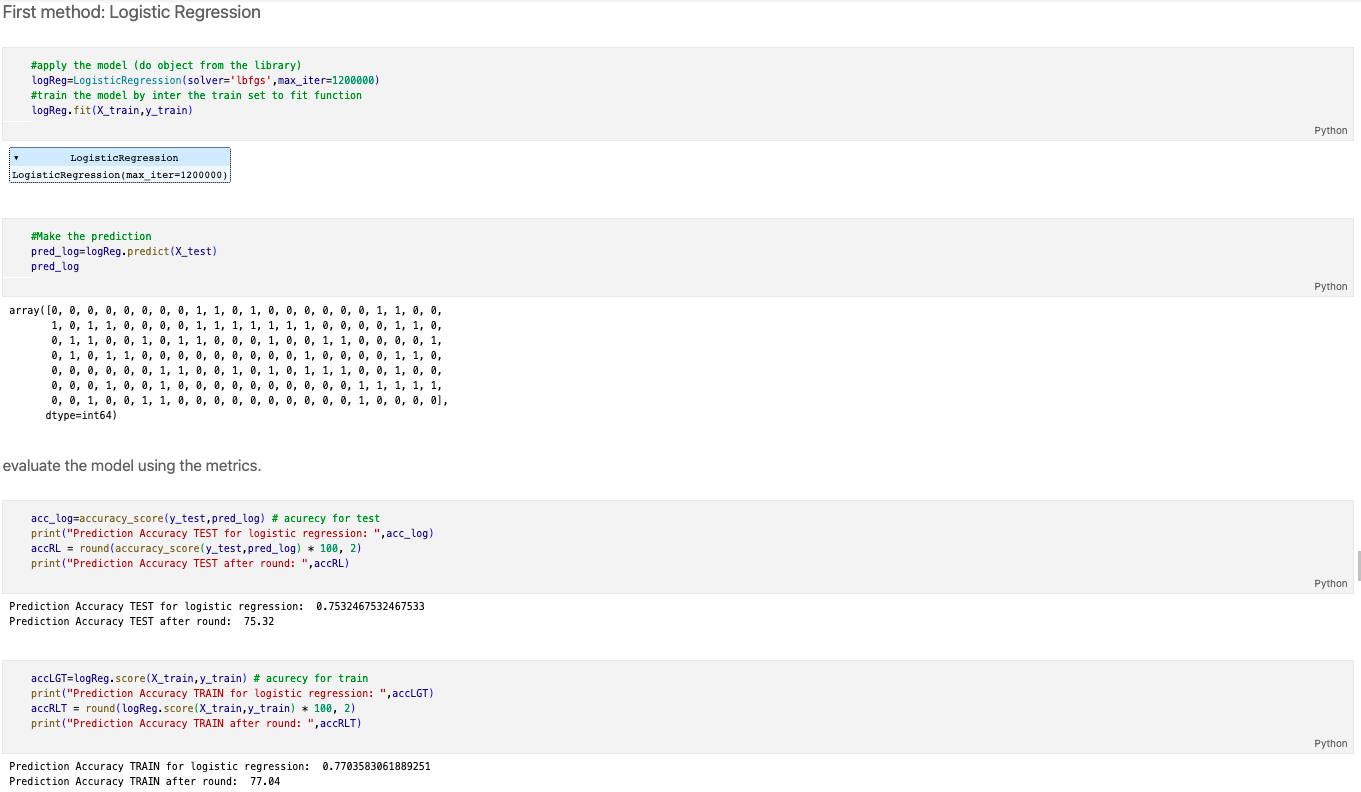 First method: Logistic Regression
#apply the model (do object from the library)
logReg=LogisticRegression(solver='lbfgs',max_iter=1200000)
#train the model by inter the train set to fit function
logReg.fit(X_train,y_train)
Python
▾ LogisticRegression
LogisticRegression(max_iter=1200000)
#Make the prediction
pred_log=logReg.predict(X_test)
pred_log
Python
array([0, 0, 0, 0, 0, 0, 0, 0, 1, 1, 0, 1, 0, 0, 0, 0, 0, 0, 1, 1, 0, 0,
1, 0, 1, 1, 0, 0, 0, 0, 1, 1, 1, 1, 1, 1, 1, 0, 0, 0, 0, 1, 1, 0,
0, 1, 1, 0, 0, 1, 0, 1, 1, 0, 0, 0, 1, 0, 0, 1, 1, 0, 0, 0, 0, 1,
0, 1, 0, 1, 1, 0, 0, 0, 0, 0, 0, 0, 0, 0, 1, 0, 0, 0, 0, 1, 1, 0,
0, 0, 0, 0, 0, 0, 1, 1, 0, 0, 1, 0, 1, 0, 1, 1, 1, 0, 0, 1, 0, 0,
0, 0, 0, 1, 0, 0, 1, 0, 0, 0, 0, 0, 0, 0, 0, 0, 0, 1, 1, 1, 1, 1,
0, 0, 1, 0, 0, 1, 1, 0, 0, 0, 0, 0, 0, 0, 0, 0, 0, 1, 0, 0, 0, 0],
dtype=int64)
evaluate the model using the metrics.
acc_log=accuracy_score(y_test,pred_log) # acurecy for test
print("Prediction Accuracy TEST for logistic regression: ",acc_log)
accRL = round(accuracy_score(y_test,pred_log) * 100, 2)
print("Prediction Accuracy TEST after round: ",accRL)
Python
Prediction Accuracy TEST for logistic regression:  0.7532467532467533
Prediction Accuracy TEST after round:  75.32
accLGT=logReg.score(X_train,y_train) # acurecy for train
print("Prediction Accuracy TRAIN for logistic regression: ",accLGT)
accRLT = round(logReg.score(X_train,y_train) * 100, 2)
print("Prediction Accuracy TRAIN after round: ",accRLT)
Python
Prediction Accuracy TRAIN for logistic regression:  0.7703583061889251
Prediction Accuracy TRAIN after round:  77.04